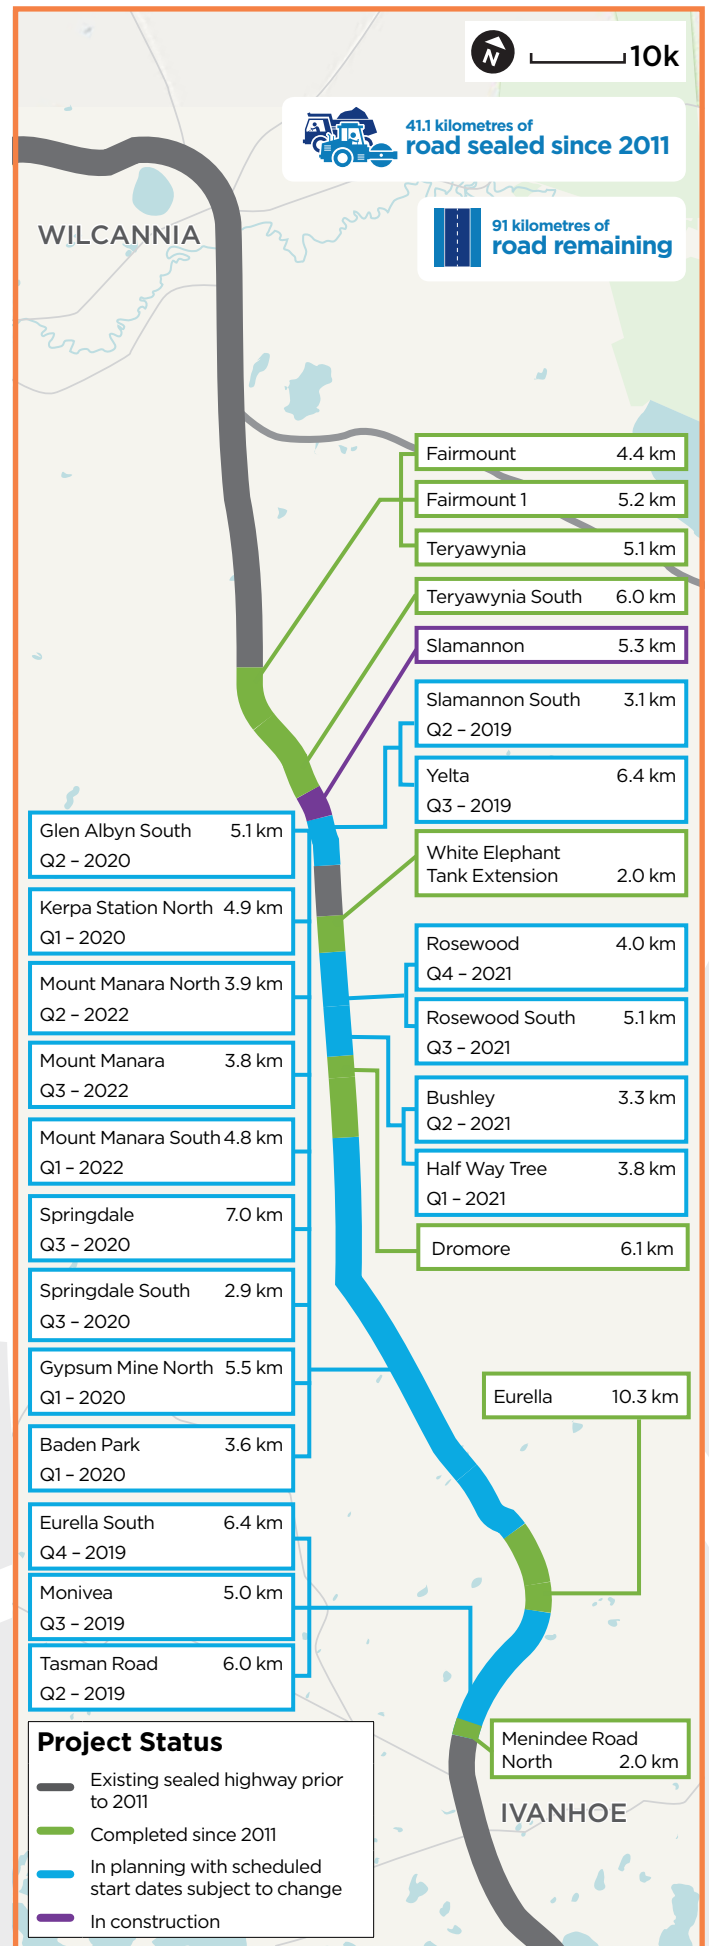 N
10k
41.1 kilometres of
road sealed since 2011
91 kilometres of
road remaining
WILCANNIA
Fairmount 4.4 km
Fairmount 1 5.2 km
Teryawynia 5.1 km
Teryawynia South 6.0 km
Slamannon 5.3 km
Slamannon South 3.1 km
Q2 – 2019
Yelta 6.4 km
Q3 – 2019
White Elephant
Tank Extension 2.0 km
Rosewood 4.0 km
Q4 – 2021
Rosewood South 5.1 km
Q3 – 2021
Bushley 3.3 km
Q2 – 2021
Half Way Tree 3.8 km
Q1 – 2021
Dromore 6.1 km
Eurella 10.3 km
Menindee Road
North 2.0 km
Glen Albyn South 5.1 km
Q2 – 2020
Kerpa Station North 4.9 km
Q1 – 2020
Mount Manara North 3.9 km
Q2 – 2022
Mount Manara 3.8 km
Q3 – 2022
Mount Manara South 4.8 km
Q1 – 2022
Springdale 7.0 km
Q3 – 2020
Springdale South 2.9 km
Q3 – 2020
Gypsum Mine North 5.5 km
Q1 – 2020
Baden Park 3.6 km
Q1 – 2020
Eurella South 6.4 km
Q4 – 2019
Monivea 5.0 km
Q3 – 2019
Tasman Road 6.0 km
Q2 – 2019
IVANHOE
Project Status
Existing sealed highway prior
to 2011
Completed since 2011
In planning with scheduled
start dates subject to change
In construction